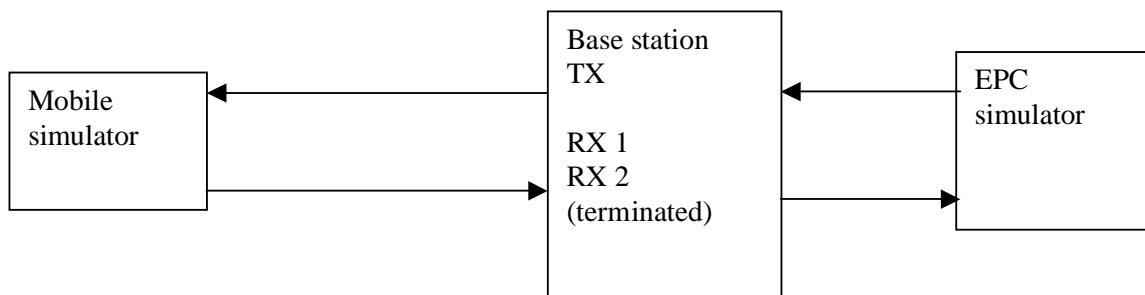 Mobile
simulator
Base station
TX
RX 1
RX 2
(terminated)
EPC
simulator